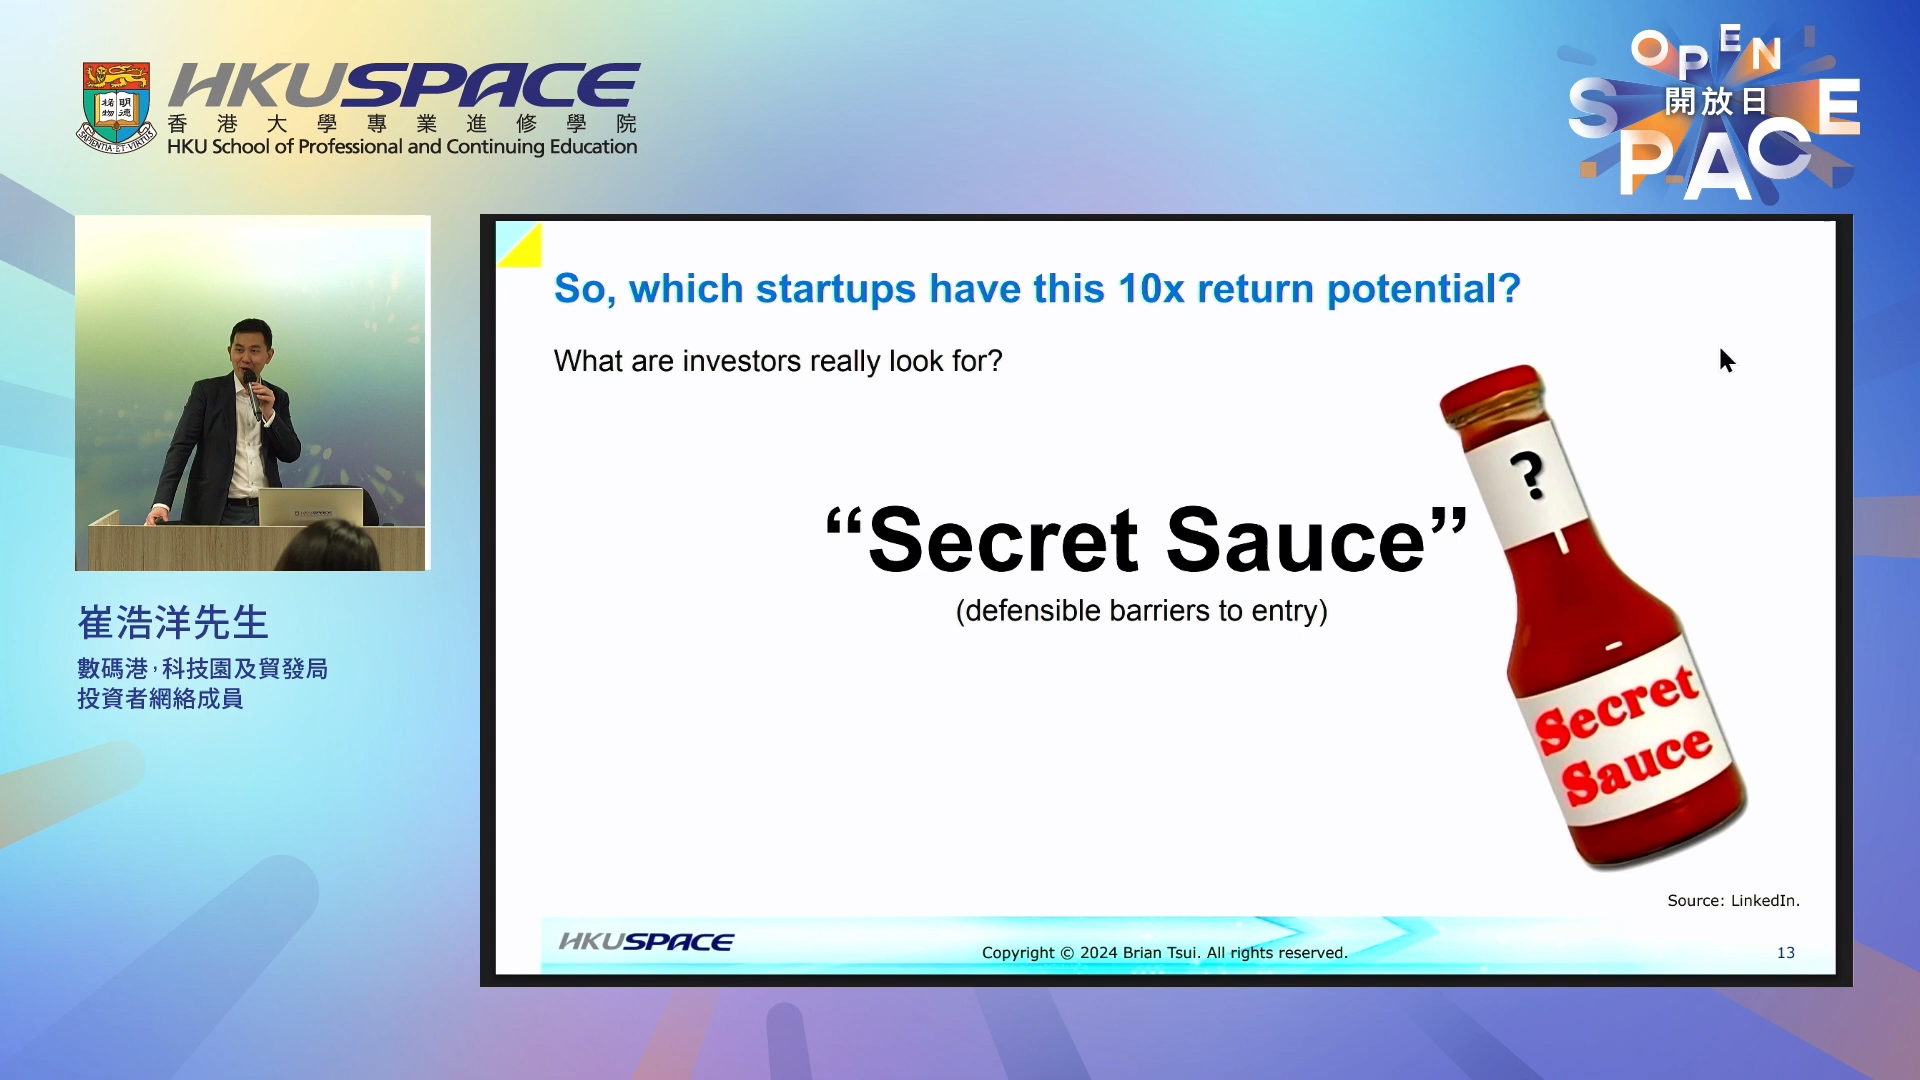 HKUSPACE
香港大學專業進修學院
HKU School of Professional and Continuing Education
OPEN
開放日
SPACE
崔浩洋先生
數碼港，科技園及貿發局
投資者網絡成員
So, which startups have this 10x return potential?
What are investors really look for?
“Secret Sauce”
(defensible barriers to entry)
?
Secret
Sauce
Source: LinkedIn.
HKUSPACE
Copyright © 2024 Brian Tsui. All rights reserved.
13